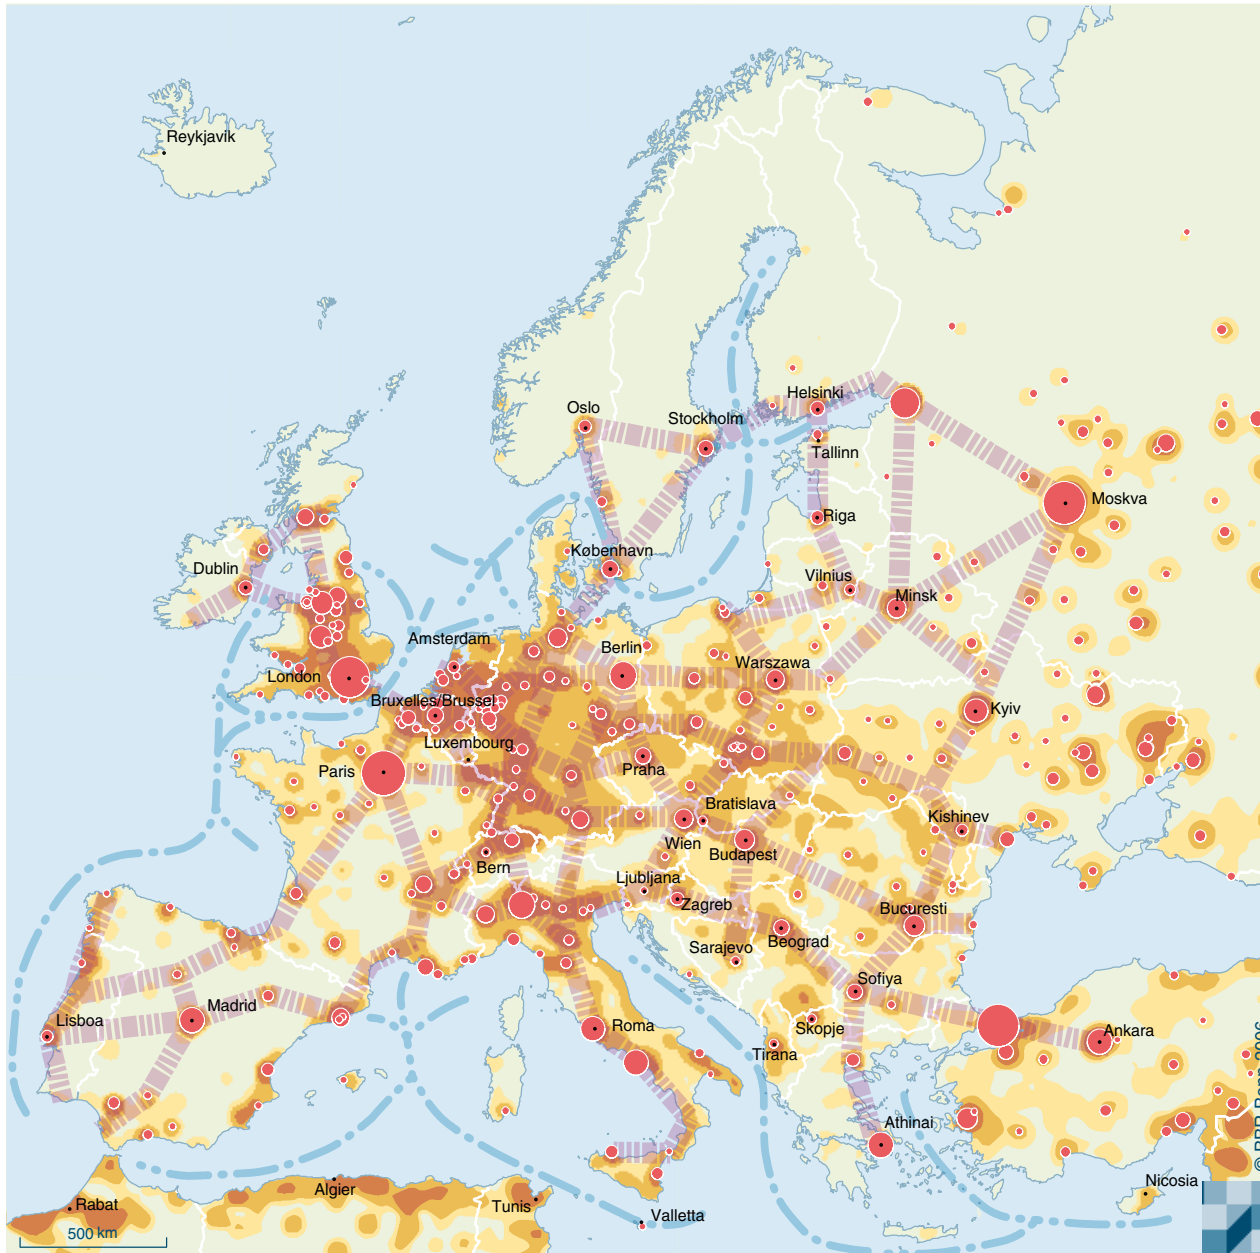 Reykjavik
Oslo
Stockholm
Helsinki
Tallinn
Moskva
Riga
København
Dublin
Vilnius
Minsk
Amsterdam
Berlin
Warszawa
London
Bruxelles/Brussel
Kyiv
Luxembourg
Paris
Praha
Bratislava
Wien
Budapest
Kishinev
Bern
Ljubljana
Zagreb
Bucuresti
Beograd
Sarajevo
Sofiya
Madrid
Lisboa
Roma
Skopje
Ankara
Tirana
Athinai
Nicosia
Algier
Rabat
Tunis
Valletta
500 km